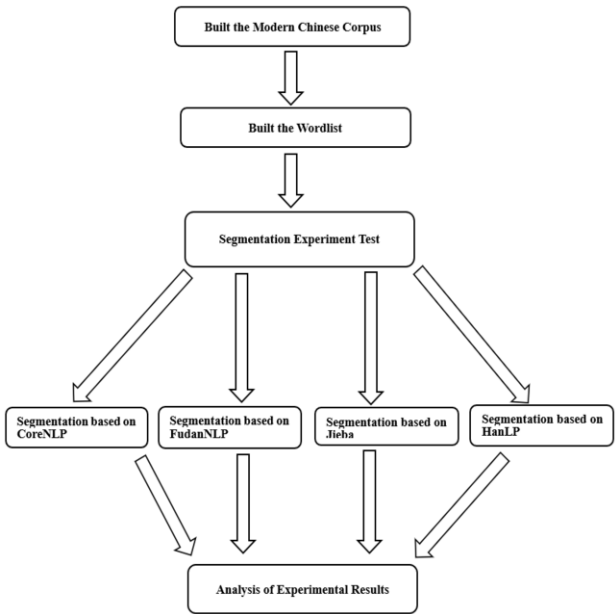 Built the Modern Chinese Corpus
Built the Wordlist
Segmentation Experiment Test
Segmentation based on
CoreNLP
Segmentation based on
FudanNLP
Segmentation based on
Jieba
Segmentation based on
HanLP
Analysis of Experimental Results